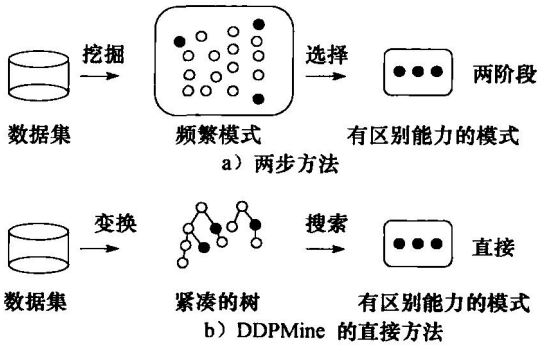 挖掘 选择
两阶段
数据集 频繁模式 有区别能力的模式
a）两步方法
变换 搜索
直接
数据集 紧凑的树 有区别能力的模式
b）DDPMine 的直接方法